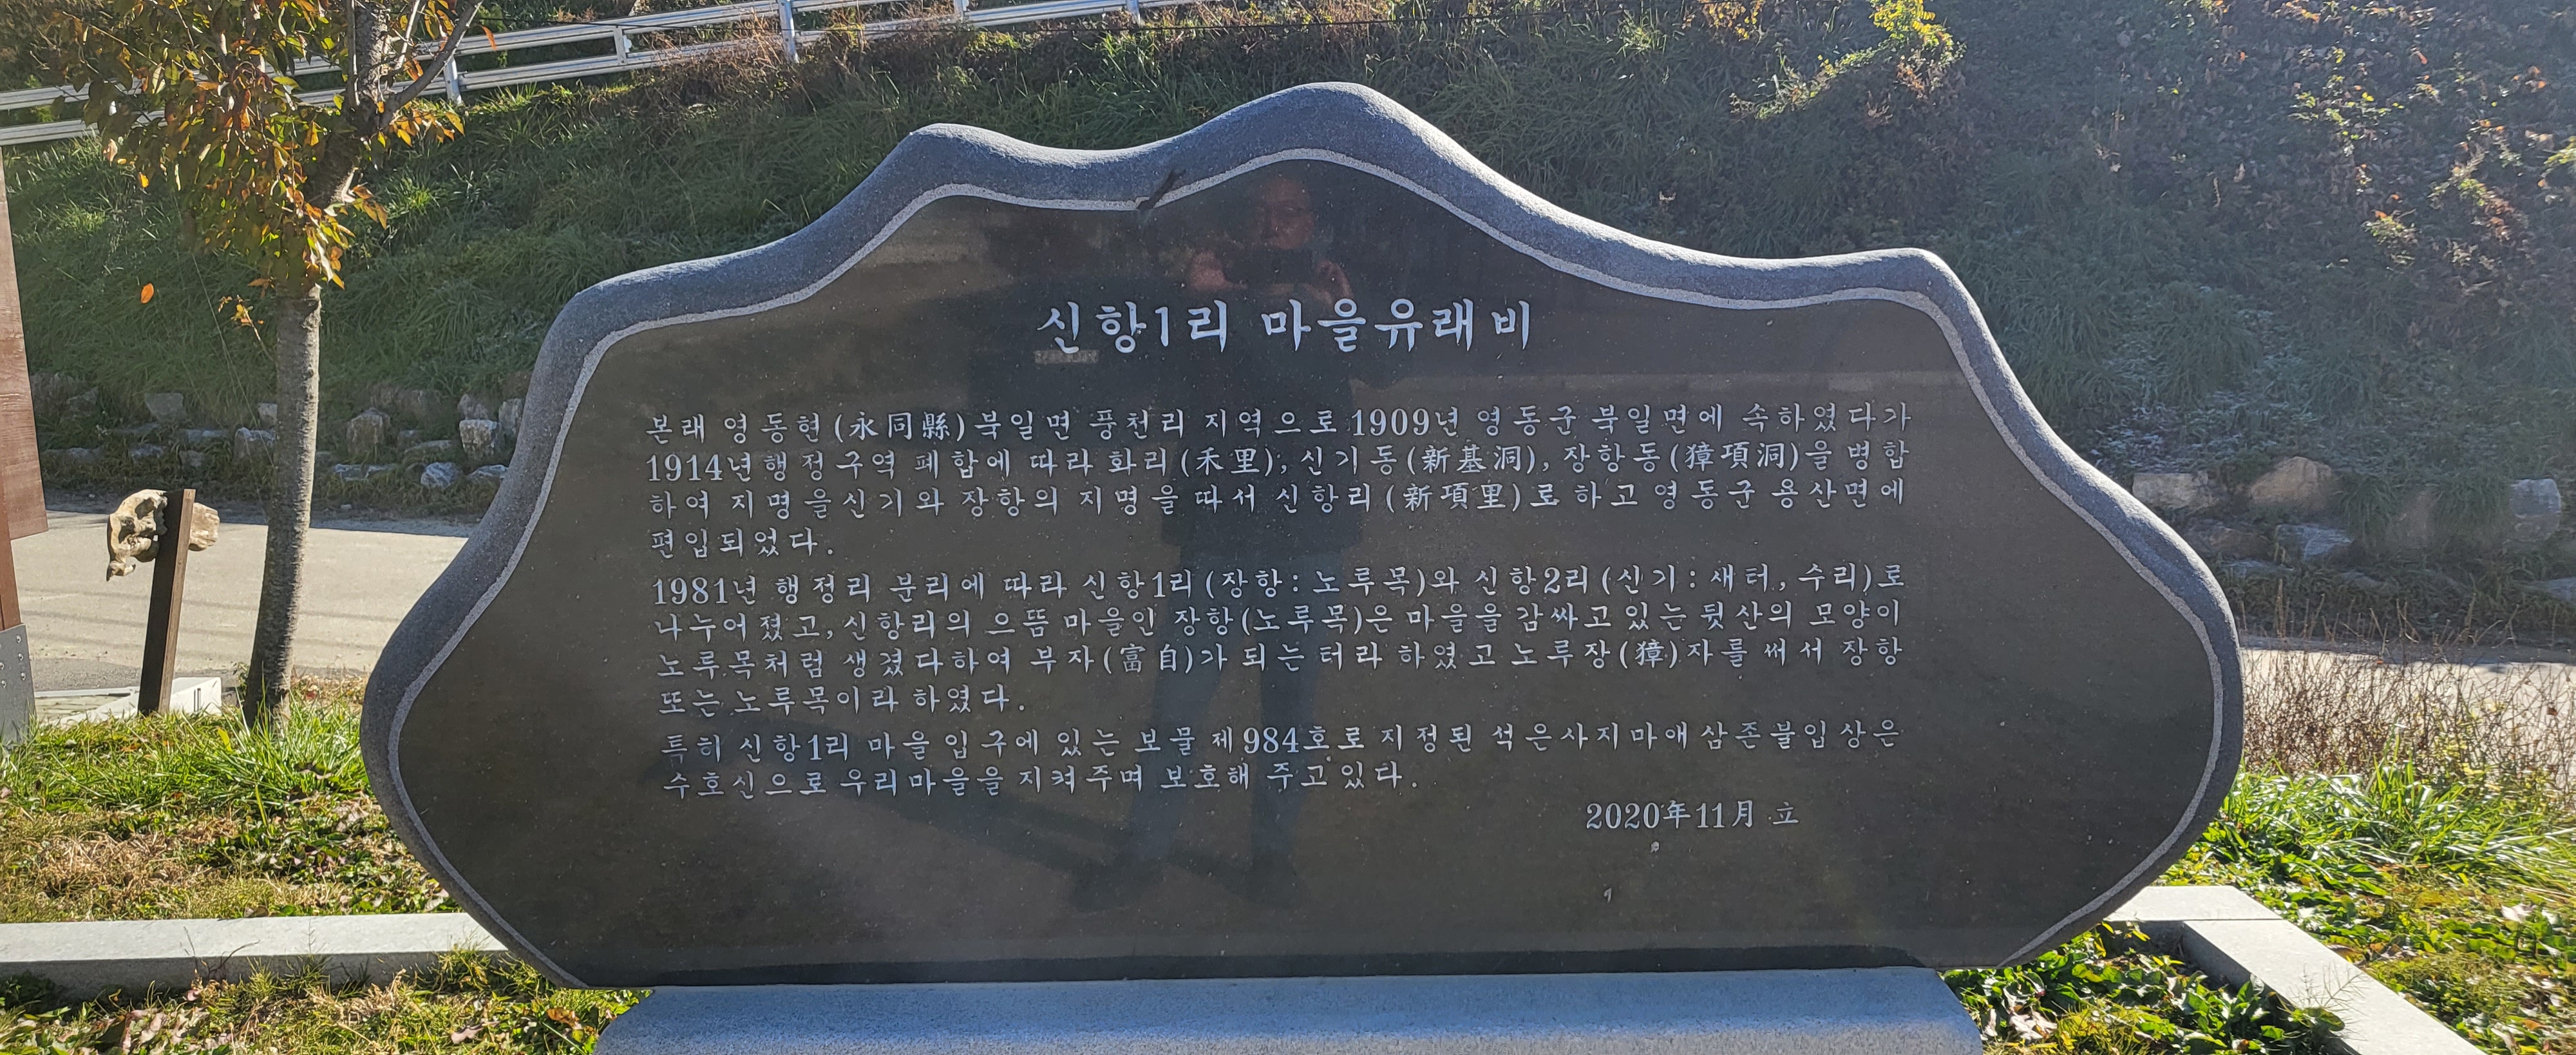 신항1리 마을유래비
본래 영동현(永同縣)북일면 풍천리 지역으로 1909년 영동군 북일면에 속하였다가
1914년 행정구역 폐합에 따라 화리(禾里), 신기동(新基洞), 장항동(獐項洞)을 병합
하여 지명을 신기와 장항의 지명을 따서 신항리(新項里)로 하고 영동군 용산면에
편입되었다.
1981년 행정리 분리에 따라 신항1리(장항:노루목)와 신항2리(신기:새터, 수리)로
나누어졌고, 신항리의 으뜸 마을인 장항(노루목)은 마을을 감싸고 있는 뒷산의 모양이
노루목처럼 생겼다하여 부자(富自)가 되는 터라 하였고 노루장(獐)자를 써서 장항
또는 노루목이라 하였다.
특히 신항1리 마을 입구에 있는 보물 제984호로 지정된 석은사지마애삼존불입상은
수호신으로 우리마을을 지켜주며 보호해 주고 있다.
2020年11月 立